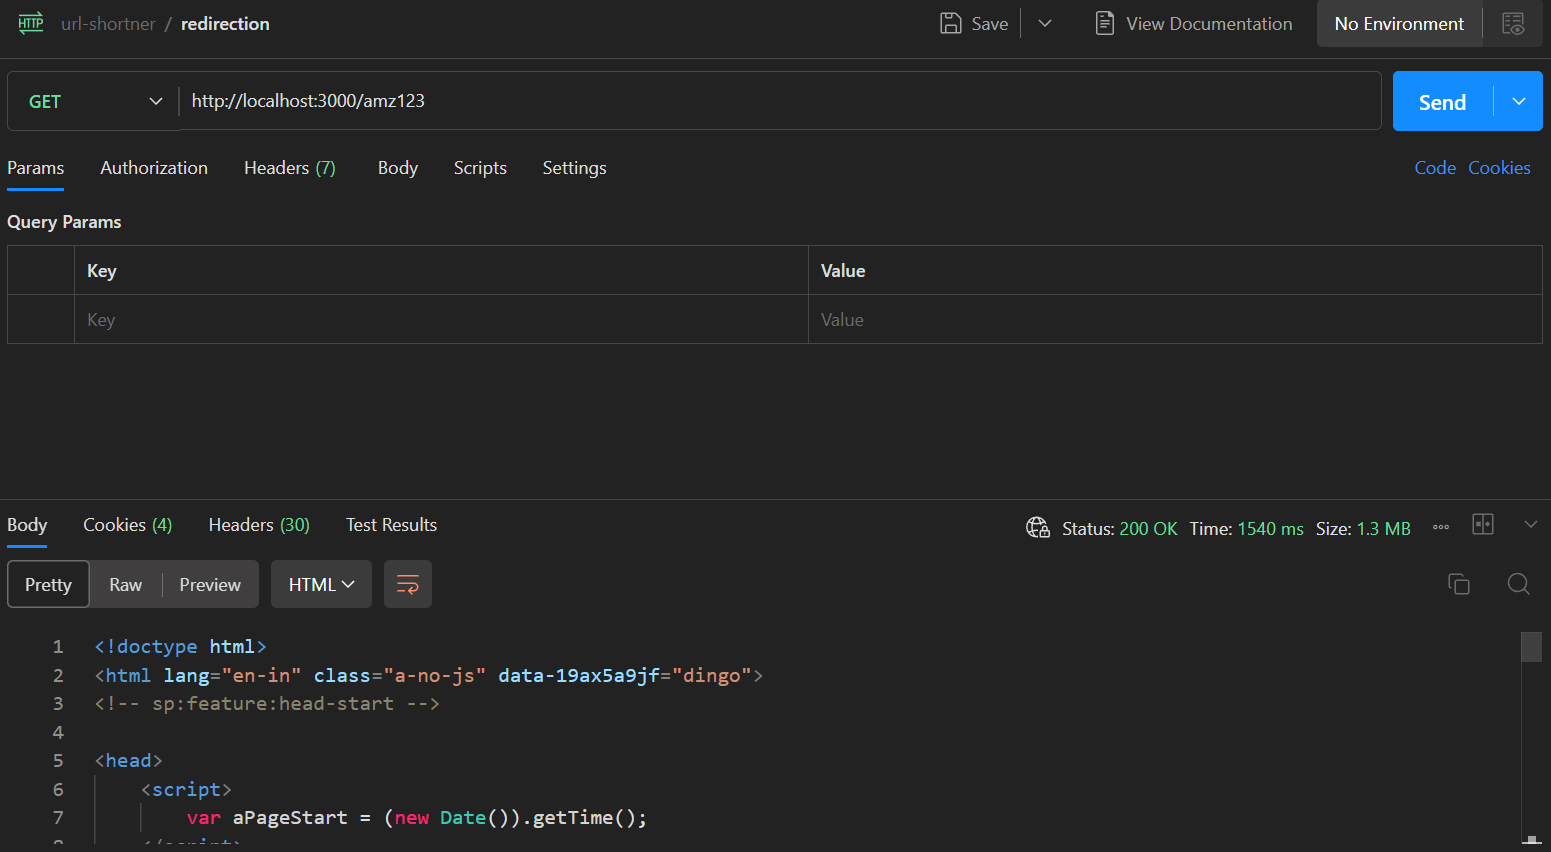 HTTP url-shortner / redirection Save View Documentation No Environment
GET http://localhost:3000/amz123 Send
Params Authorization Headers (7) Body Scripts Settings Code Cookies
Query Params
Key Value
Key Value
Body Cookies (4) Headers (30) Test Results Status: 200 OK Time: 1540 ms Size: 1.3 MB
Pretty Raw Preview HTML
1 <!doctype html>
2 <html lang="en-in" class="a-no-js" data-19ax5a9jf="dingo">
3 <!-- sp:feature:head-start -->
4
5 <head>
6 <script>
7 var aPageStart = (new Date()).getTime();
8 </script>